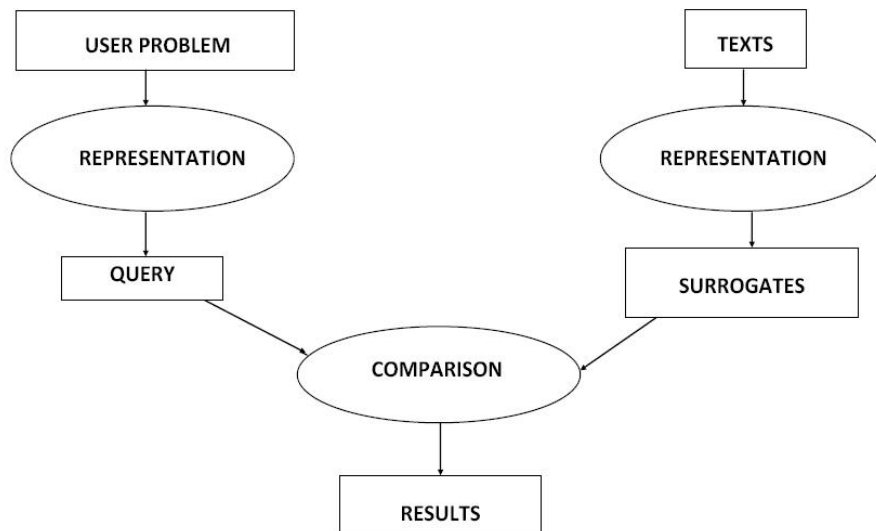 USER PROBLEM
TEXTS
REPRESENTATION
REPRESENTATION
QUERY
SURROGATES
COMPARISON
RESULTS